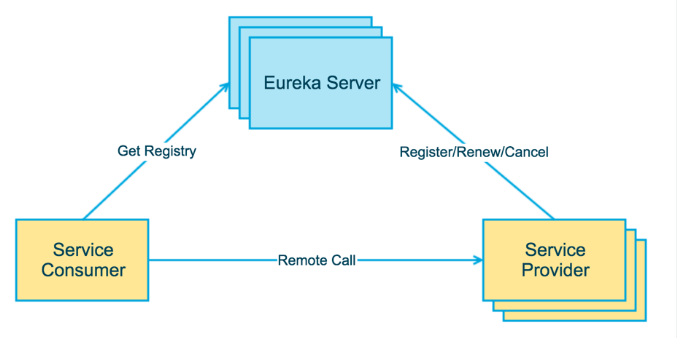 Eureka Server
Get Registry
Register/Renew/Cancel
Service
Consumer
Remote Call
Service
Provider